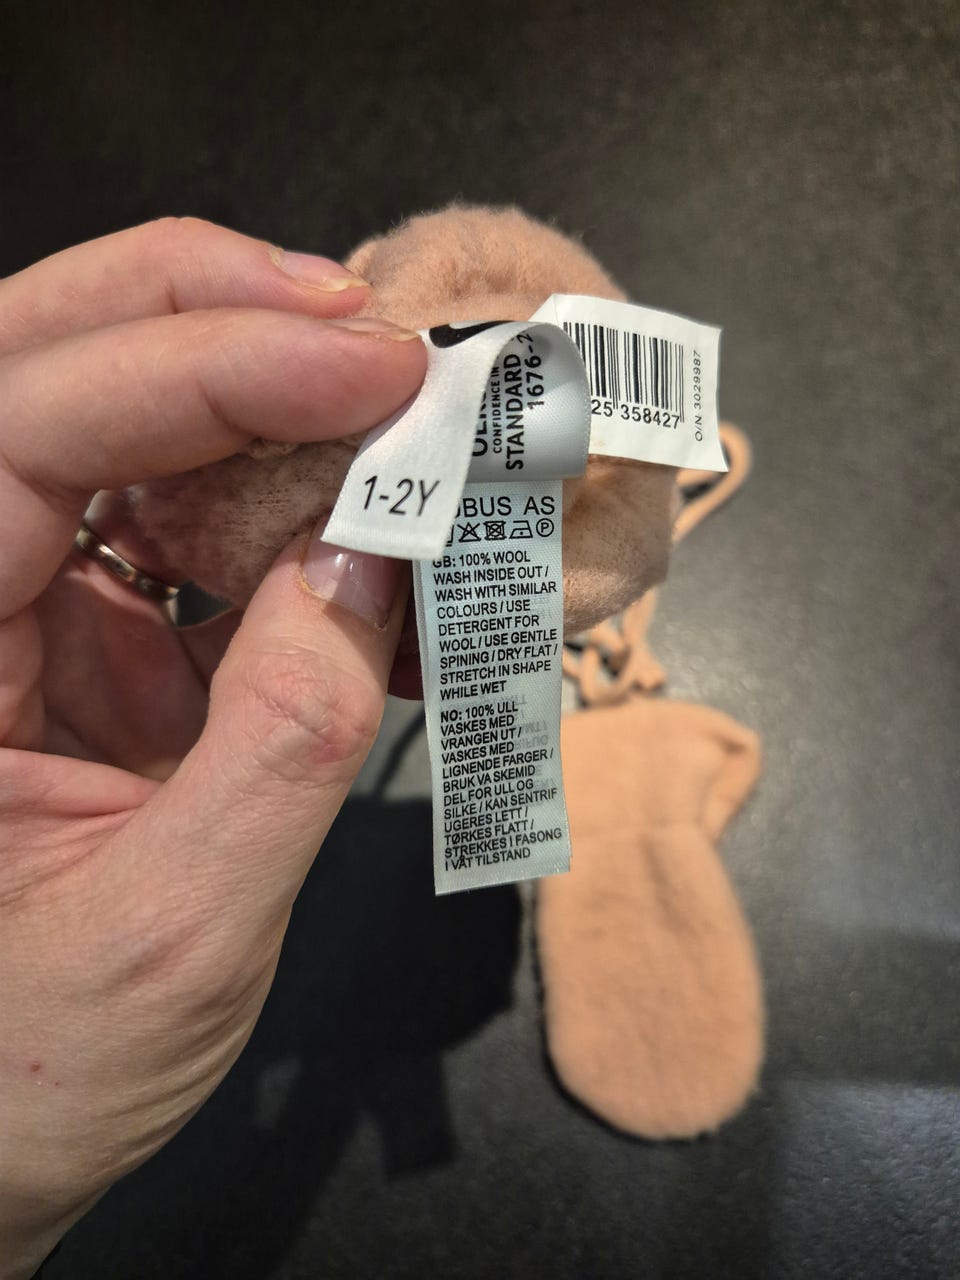 1-2Y
CONFIDENCE IN
STANDARD
1676-2
25 358427
O/N 3029987
BUS AS
GB: 100% WOOL
WASH INSIDE OUT /
WASH WITH SIMILAR
COLOURS / USE
DETERGENT FOR
WOOL / USE GENTLE
SPINING / DRY FLAT /
STRETCH IN SHAPE
WHILE WET
NO: 100% ULL
VASKES MED
VRANGEN UT /
VASKES MED
LIGNENDE FARGER /
BRUK VA SKEMID
DEL FOR ULL OG
SILKE / KAN SENTRIF
UGERES LETT /
TØRKES FLATT /
STREKKES I FASONG
I VÅT TILSTAND